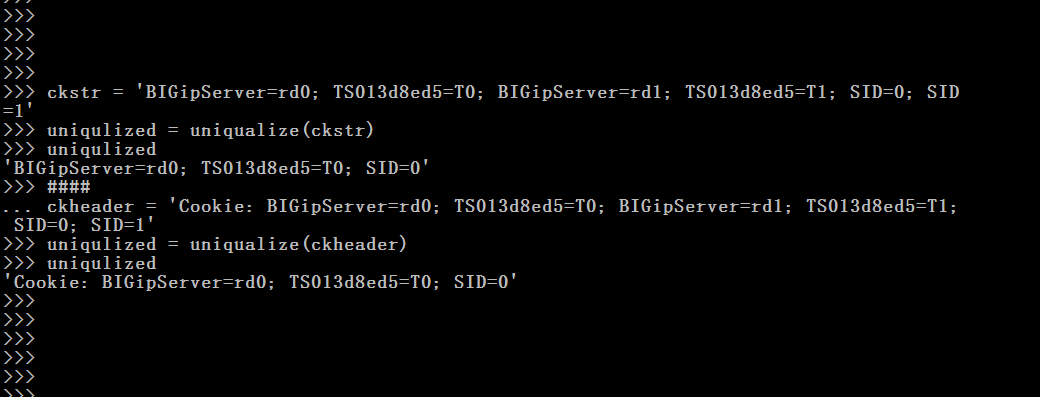 >>>
>>>
>>>
>>>
>>>
>>> ckstr = 'BIGipServer=rd0; TS013d8ed5=T0; BIGipServer=rd1; TS013d8ed5=T1; SID=0; SID
=1'
>>> uniqulized = uniqualize(ckstr)
>>> uniqulized
'BIGipServer=rd0; TS013d8ed5=T0; SID=0'
>>> ####
... ckheader = 'Cookie: BIGipServer=rd0; TS013d8ed5=T0; BIGipServer=rd1; TS013d8ed5=T1;
 SID=0; SID=1'
>>> uniqulized = uniqualize(ckheader)
>>> uniqulized
'Cookie: BIGipServer=rd0; TS013d8ed5=T0; SID=0'
>>>
>>>
>>>
>>>
>>>
>>>